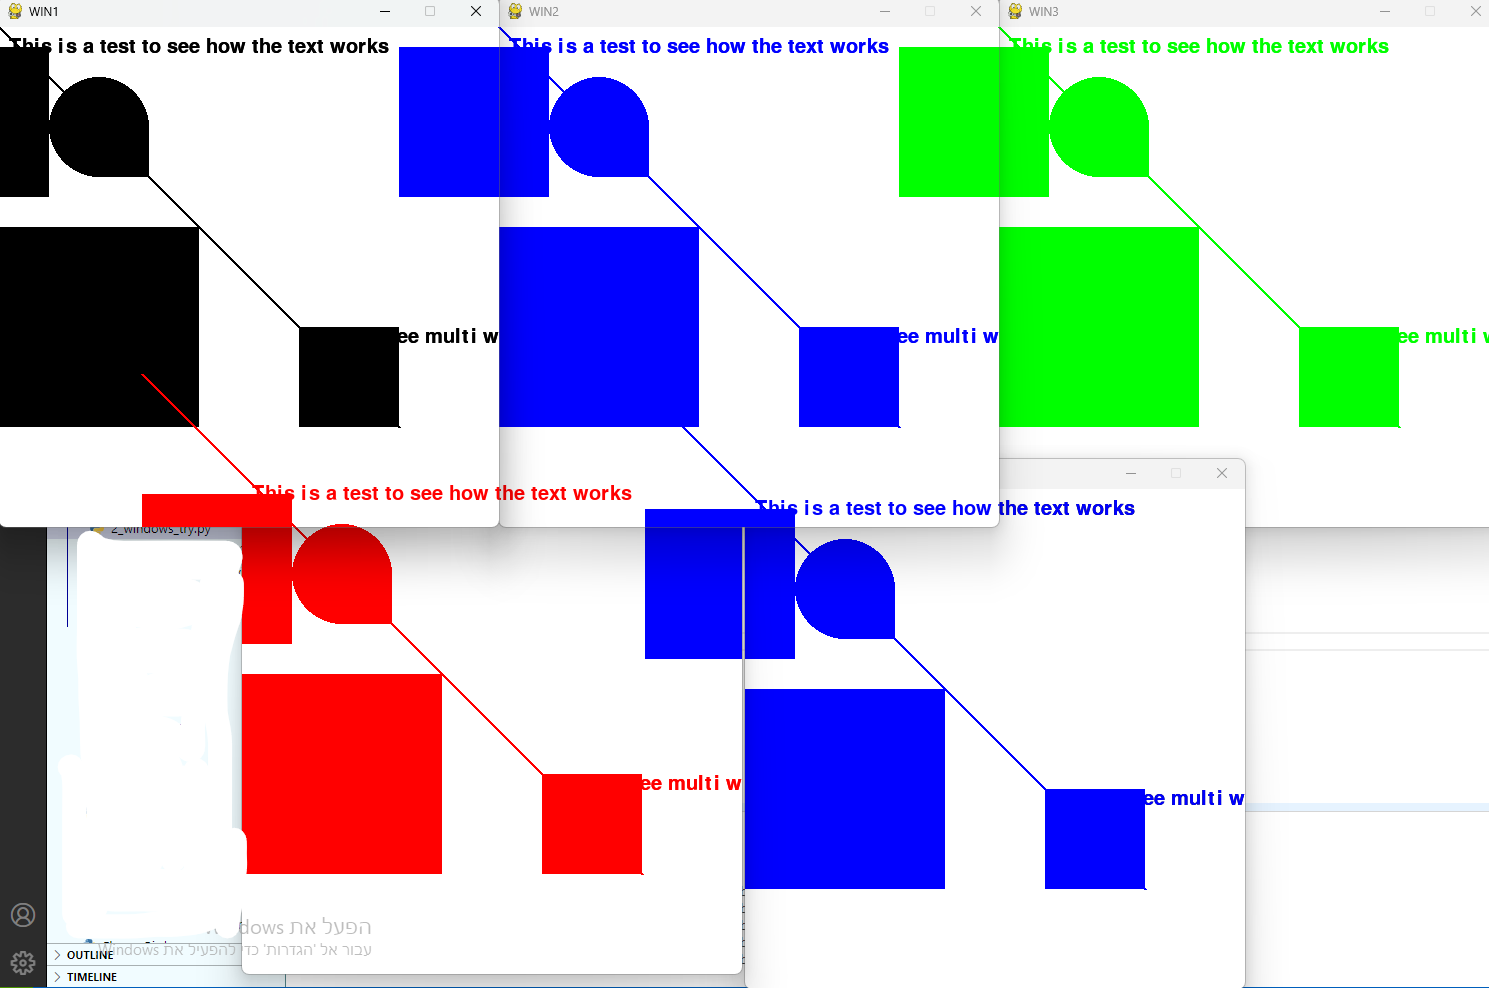 WIN1
WIN2
WIN3
This is a test to see how the text works
This is a test to see how the text works
This is a test to see how the text works
ee multi w
ee multi w
ee multi w
This is a test to see how the text works
This is a test to see how the text works
2_windows_try.py
ee multi w
ee multi w
הפעל את Windows.
עבור אל 'הגדרות' כדי להפעיל את Windows
OUTLINE
TIMELINE